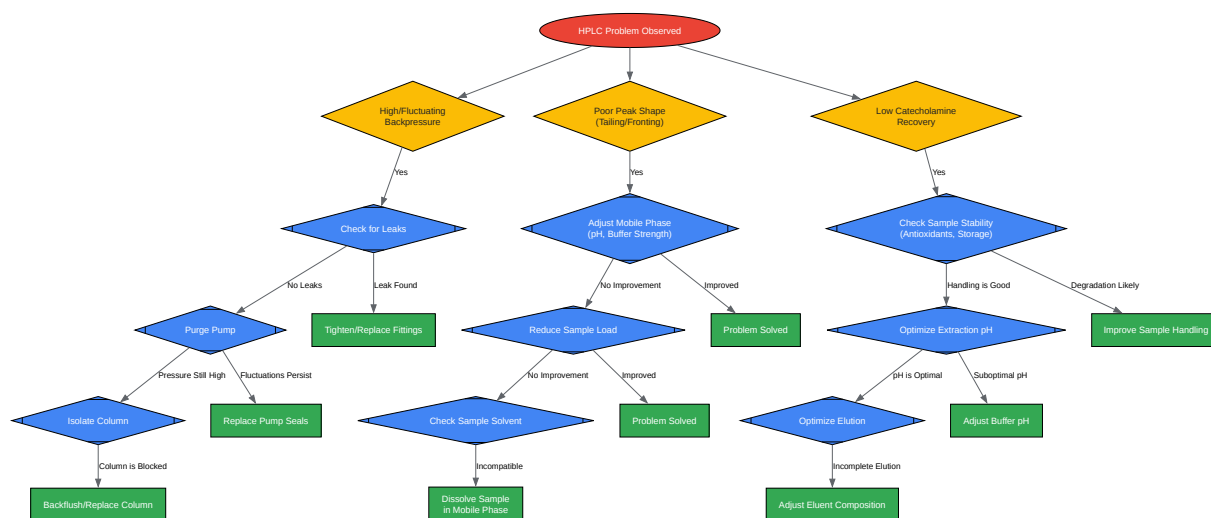 HPLC Problem Observed
High/Fluctuating
Backpressure
Poor Peak Shape
(Tailing/Fronting)
Low Catecholamine
Recovery
Yes
Yes
Yes
Check for Leaks
Adjust Mobile Phase
(pH, Buffer Strength)
Check Sample Stability
(Antioxidants, Storage)
No Leaks
Leak Found
No Improvement
Improved
Handling is Good
Degradation Likely
Purge Pump
Tighten/Replace Fittings
Reduce Sample Load
Problem Solved
Optimize Extraction pH
Improve Sample Handling
Pressure Still High
Fluctuations Persist
No Improvement
Improved
pH is Optimal
Suboptimal pH
Isolate Column
Replace Pump Seals
Check Sample Solvent
Problem Solved
Optimize Elution
Adjust Buffer pH
Column is Blocked
Incompatible
Incomplete Elution
Backflush/Replace Column
Dissolve Sample
in Mobile Phase
Adjust Eluent Composition